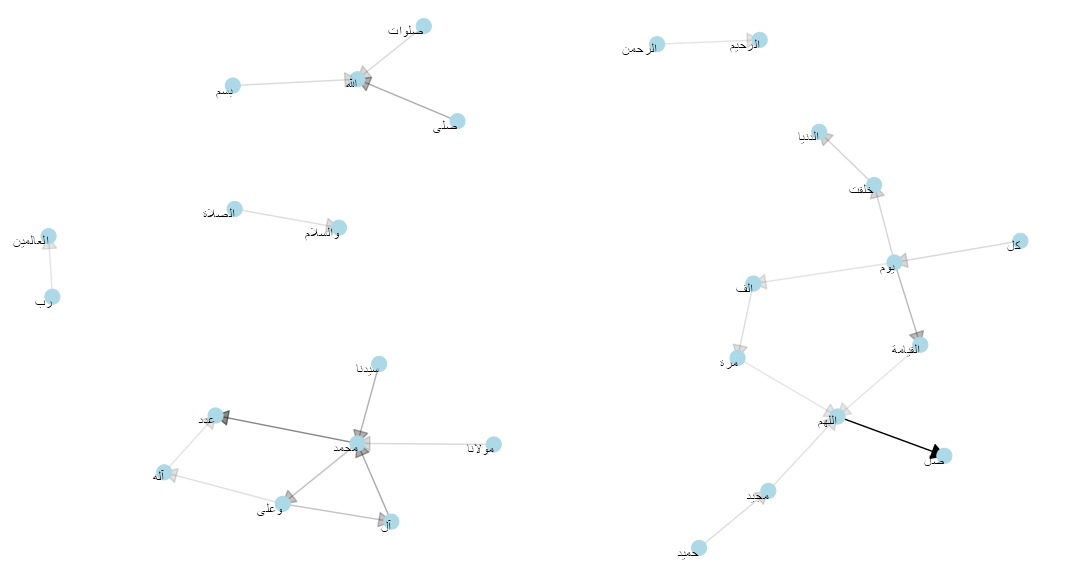 صلوات
الله
بسم
صلى
الرحمن
الرحيم
الدنيا
خلقت
كل
يوم
الف
القيامة
مرة
اللهم
صل
مجيد
حميد
الصلاة
والسلام
العالمين
رب
سيدنا
عدد
محمد
مولانا
آله
وعلى
آل